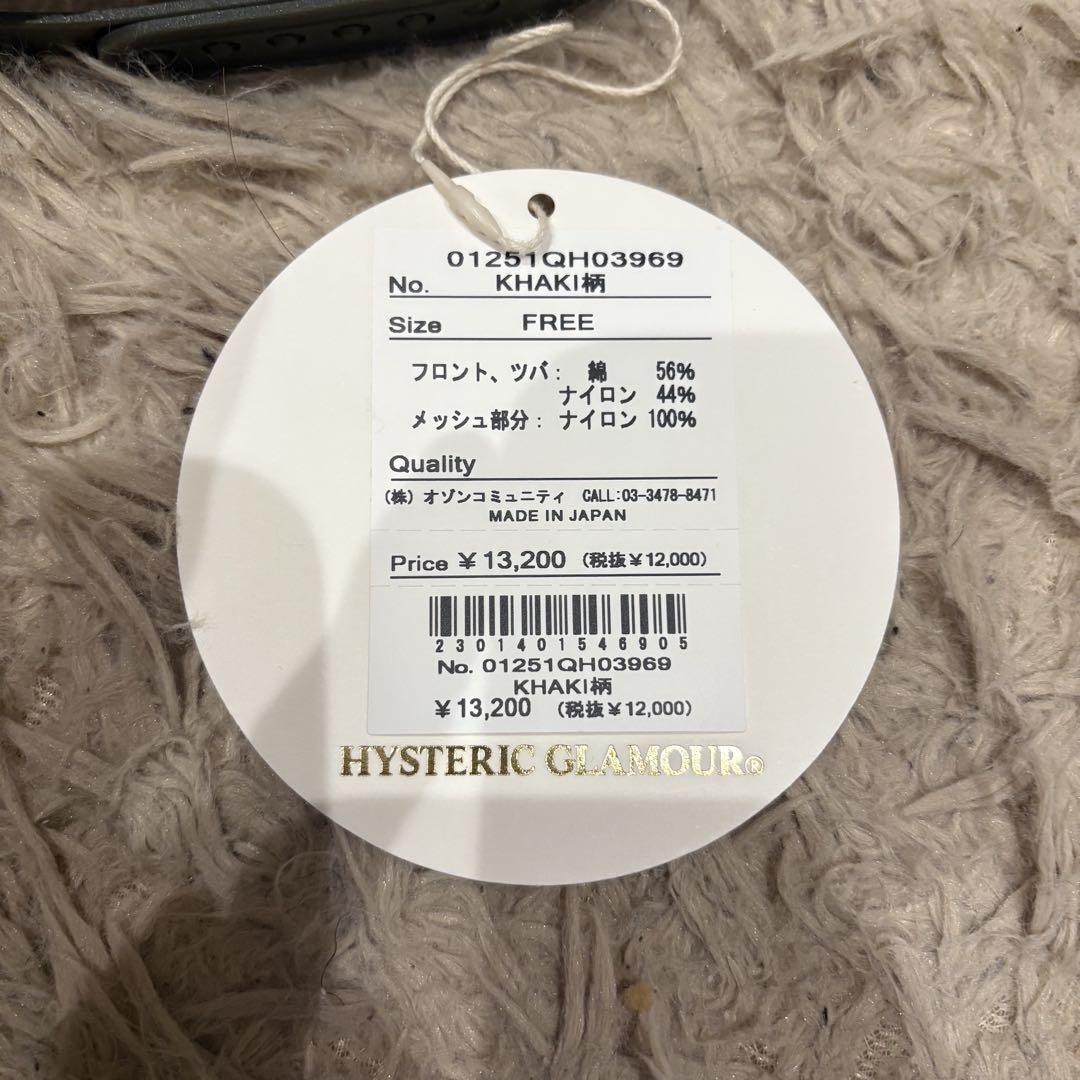 01251QH03969
No. KHAKI柄
Size FREE
フロント、ツバ: 綿 56%
ナイロン 44%
メッシュ部分: ナイロン 100%
Quality
(株) オゾンコミュニティ CALL:03-3478-8471
MADE IN JAPAN
Price ¥13,200 (税抜¥12,000)
2301401546905
No. 01251QH03969
KHAKI柄
¥13,200 (税抜¥12,000)
HYSTERIC GLAMOUR®